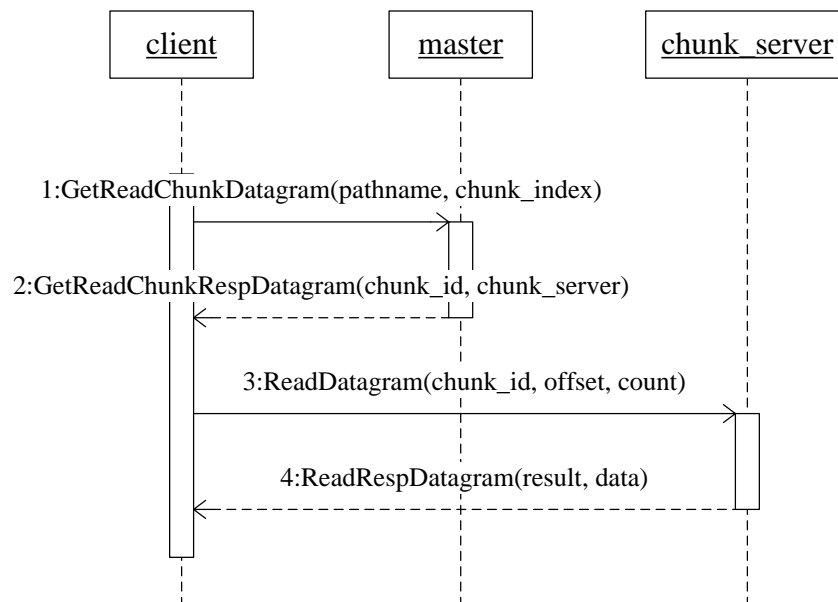 client
master
chunk_server
1:GetReadChunkDatagram(pathname, chunk_index)
2:GetReadChunkRespDatagram(chunk_id, chunk_server)
3:ReadDatagram(chunk_id, offset, count)
4:ReadRespDatagram(result, data)